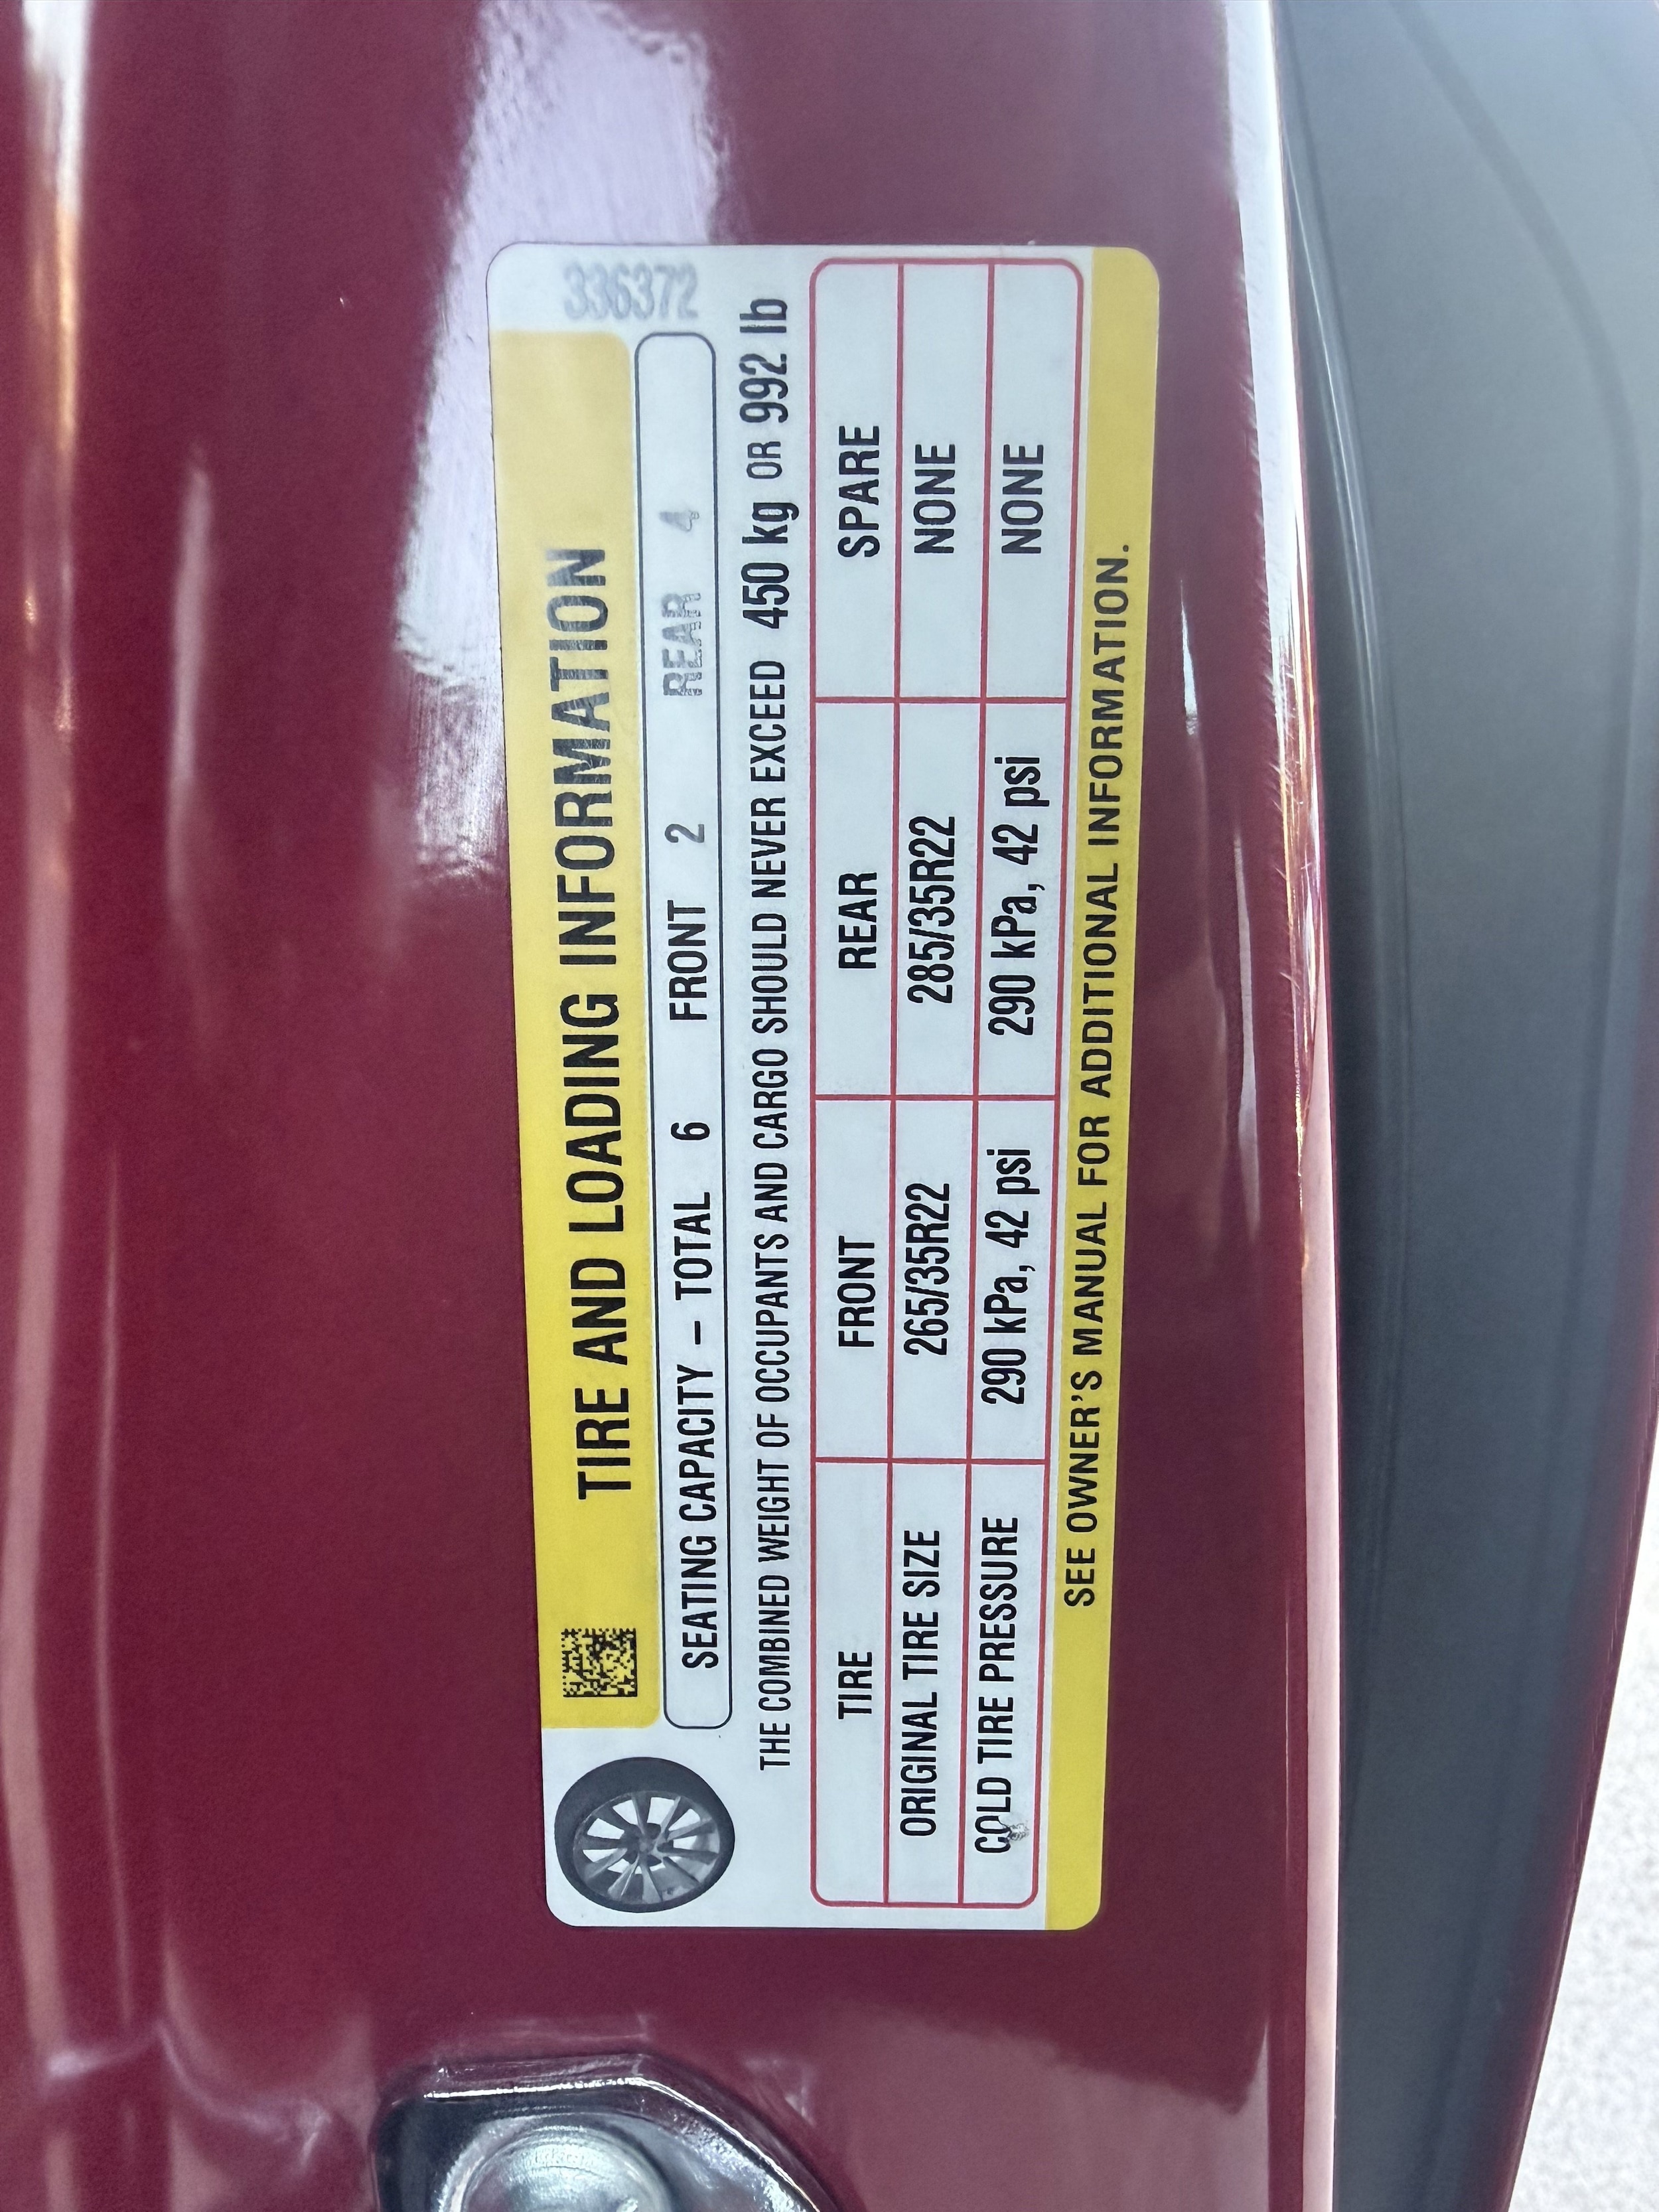 336372
TIRE AND LOADING INFORMATION
SEATING CAPACITY – TOTAL 6 FRONT 2 REAR 4
THE COMBINED WEIGHT OF OCCUPANTS AND CARGO SHOULD NEVER EXCEED 450 kg OR 992 lb
TIRE FRONT REAR SPARE
ORIGINAL TIRE SIZE 265/35R22 285/35R22 NONE
COLD TIRE PRESSURE 290 kPa, 42 psi 290 kPa, 42 psi NONE
SEE OWNER'S MANUAL FOR ADDITIONAL INFORMATION.